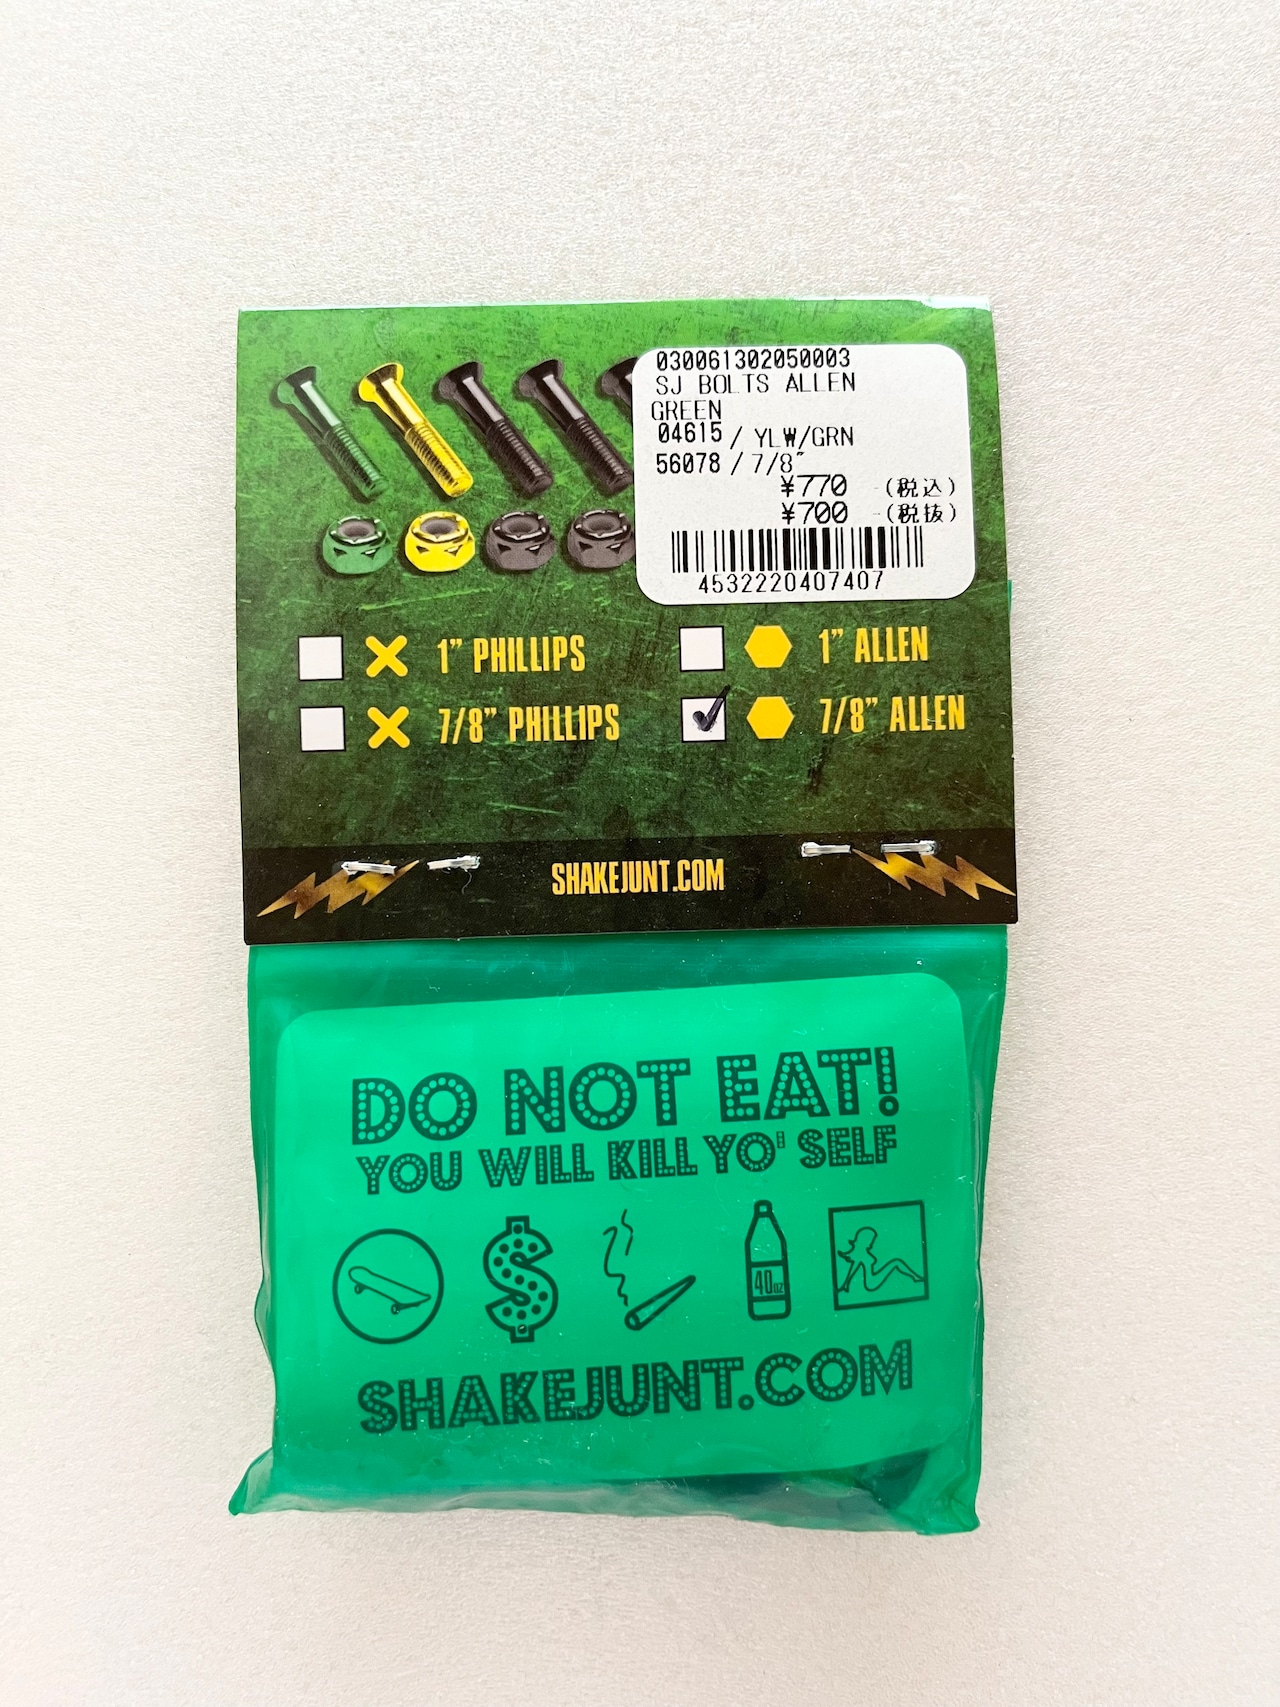 030061302050003
SJ BOLTS ALLEN
GREEN
04615 / YLW/GRN
56078 / 7/8"
¥770 (税込)
¥700 (税抜)
4532220407407
1" PHILLIPS
1" ALLEN
7/8" PHILLIPS
7/8" ALLEN
SHAKEJUNT.COM
DO NOT EAT!
YOU WILL KILL YO' SELF
40oz
SHAKEJUNT.COM